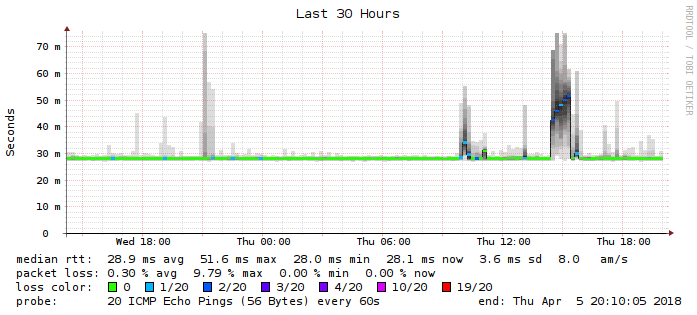 Last 30 Hours
RRDTOOL / TOBI OETIKER
Seconds
70 m
60 m
50 m
40 m
30 m
20 m
10 m
0
Wed 18:00 Thu 00:00 Thu 06:00 Thu 12:00 Thu 18:00
median rtt: 28.9 ms avg 51.6 ms max 28.0 ms min 28.1 ms now 3.6 ms sd 8.0 am/s
packet loss: 0.30 % avg 9.79 % max 0.00 % min 0.00 % now
loss color: 0 1/20 2/20 3/20 4/20 10/20 19/20
probe: 20 ICMP Echo Pings (56 Bytes) every 60s end: Thu Apr 5 20:10:05 2018